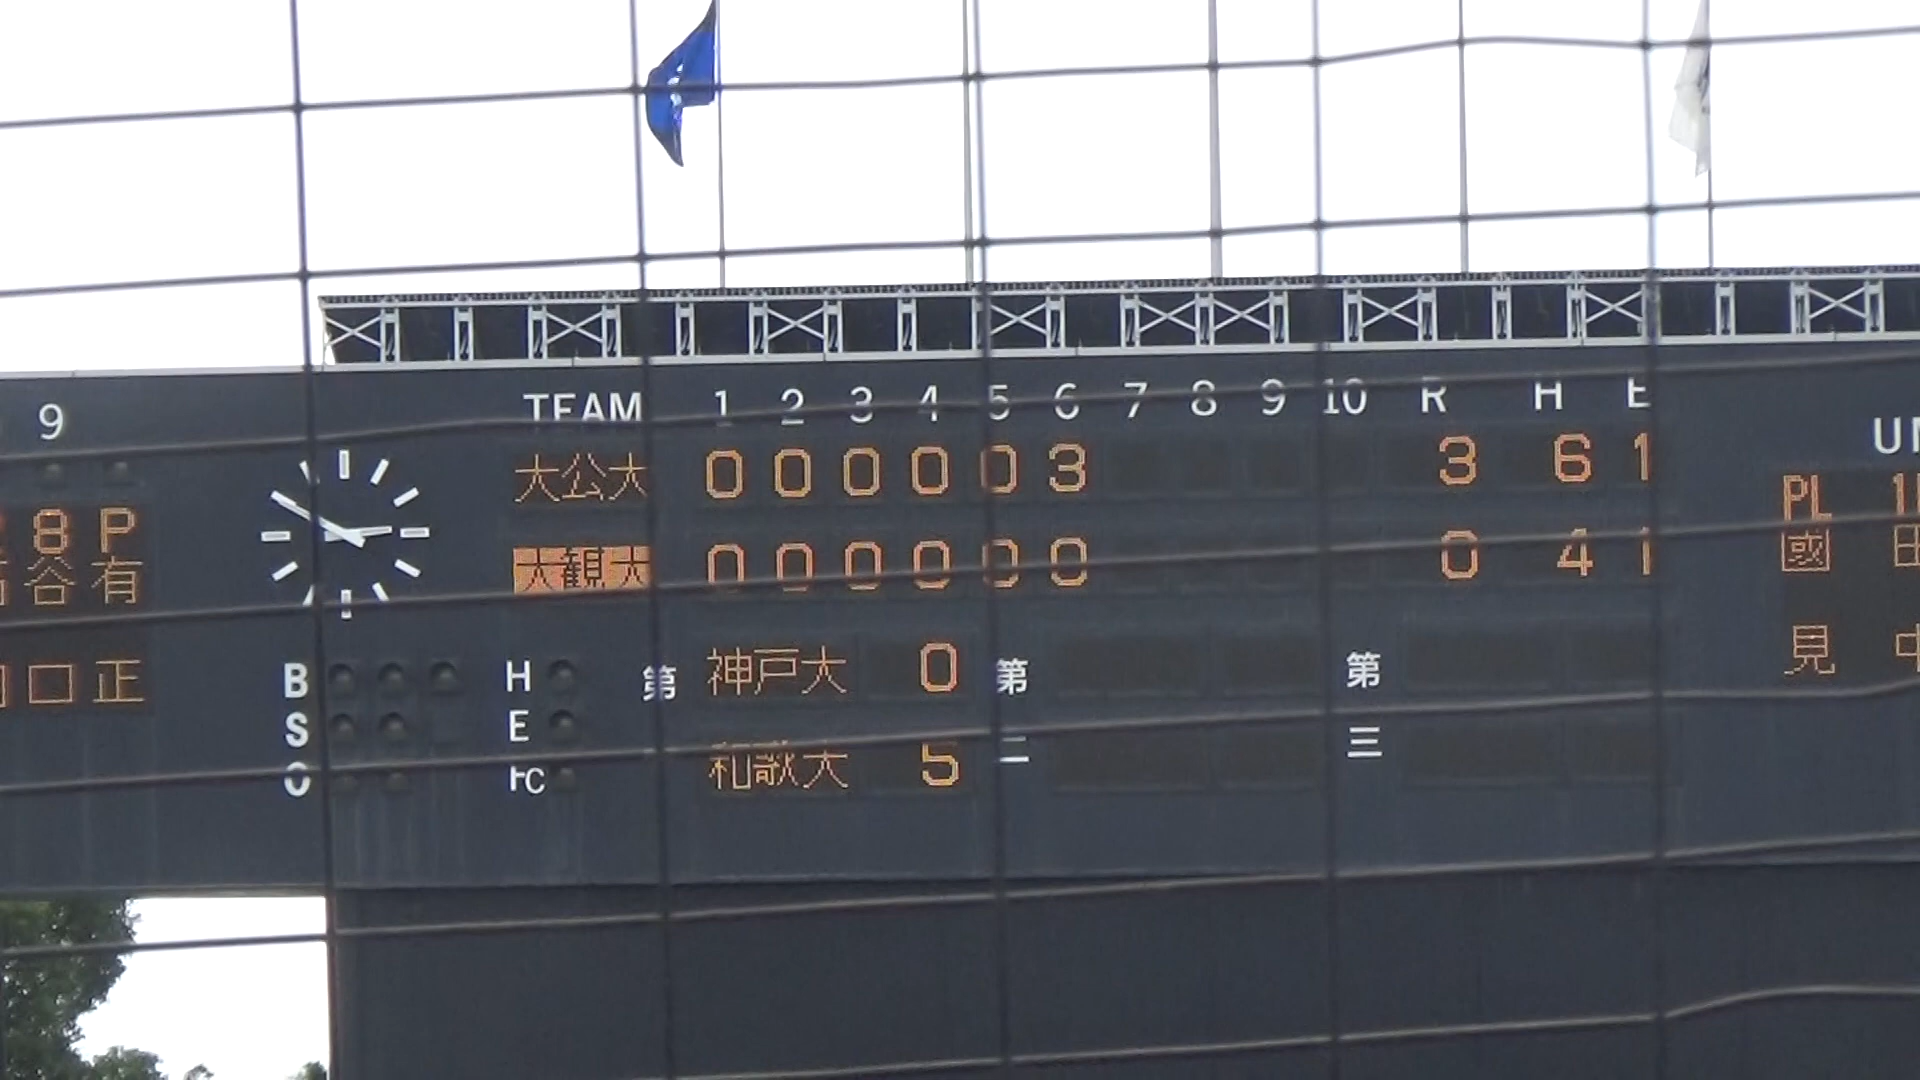 9
TEAM 1 2 3 4 5 6 7 8 9 10 R H E
大公大 0 0 0 0 0 3 3 6 1
大観大 0 0 0 0 0 0 0 4 1
8 P
谷 有
口 正
B H 第一 神戸大 0 第二 第三
S E
O FC 和歌大 5
PL
國
見